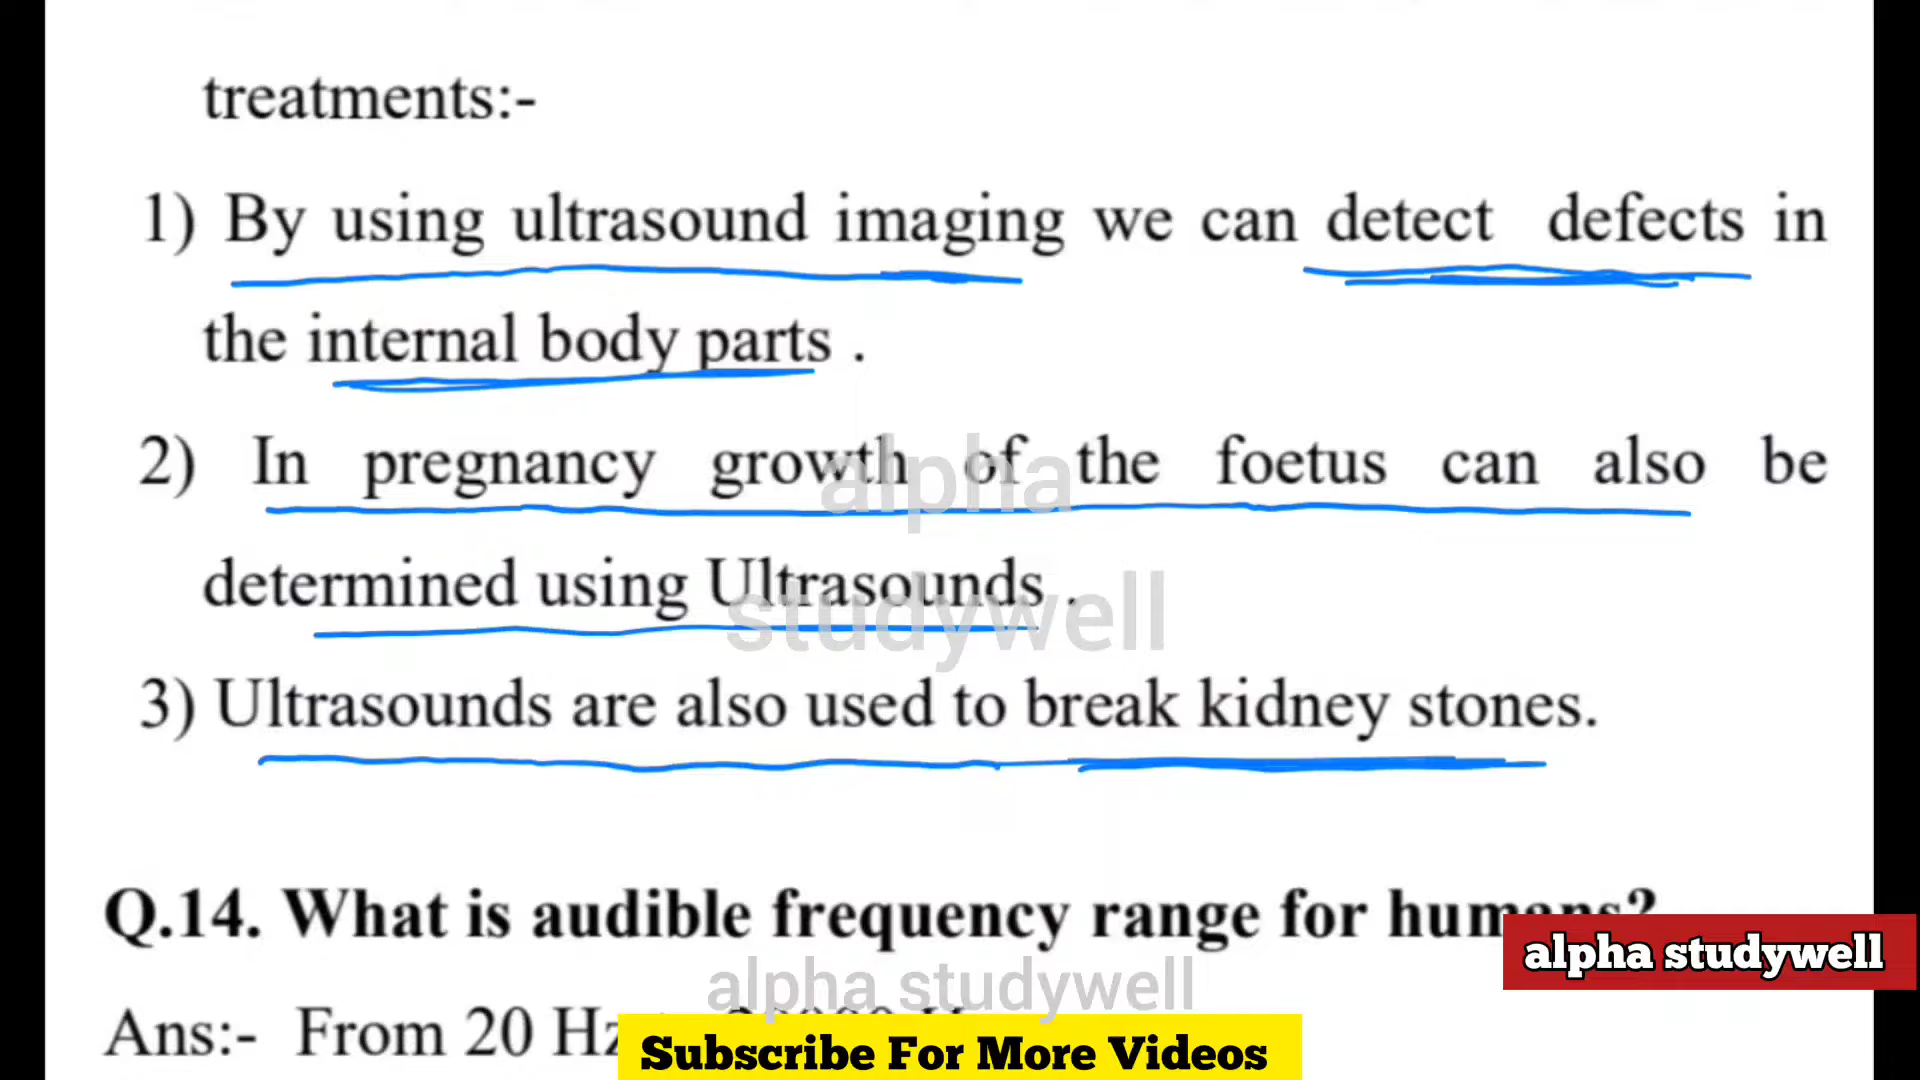 treatments:-
1) By using ultrasound imaging we can detect defects in
the internal body parts .
2) In pregnancy growth of the foetus can also be
alpha
determined using Ultrasounds .
studywell
3) Ultrasounds are also used to break kidney stones.
Q.14. What is audible frequency range for humans?
alpha studywell
alpha studywell
Ans:- From 20 Hz
Subscribe For More Videos